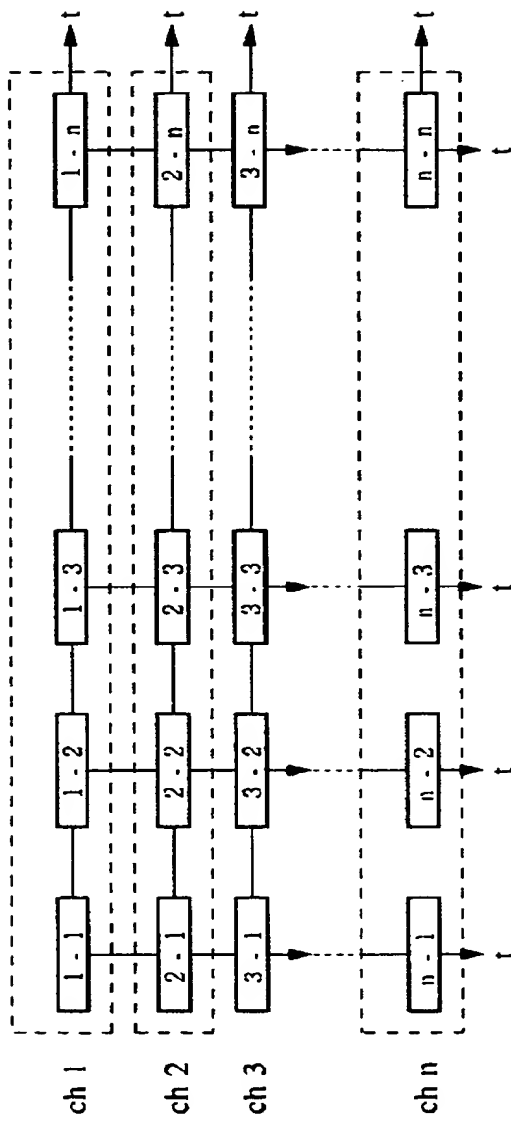 ch 1 1 - 1 1 - 2 1 - 3 1 - n t
ch 2 2 - 1 2 - 2 2 - 3 2 - n t
ch 3 3 - 1 3 - 2 3 - 3 3 - n t
ch n n - 1 n - 2 n - 3 n - n t
t t t t